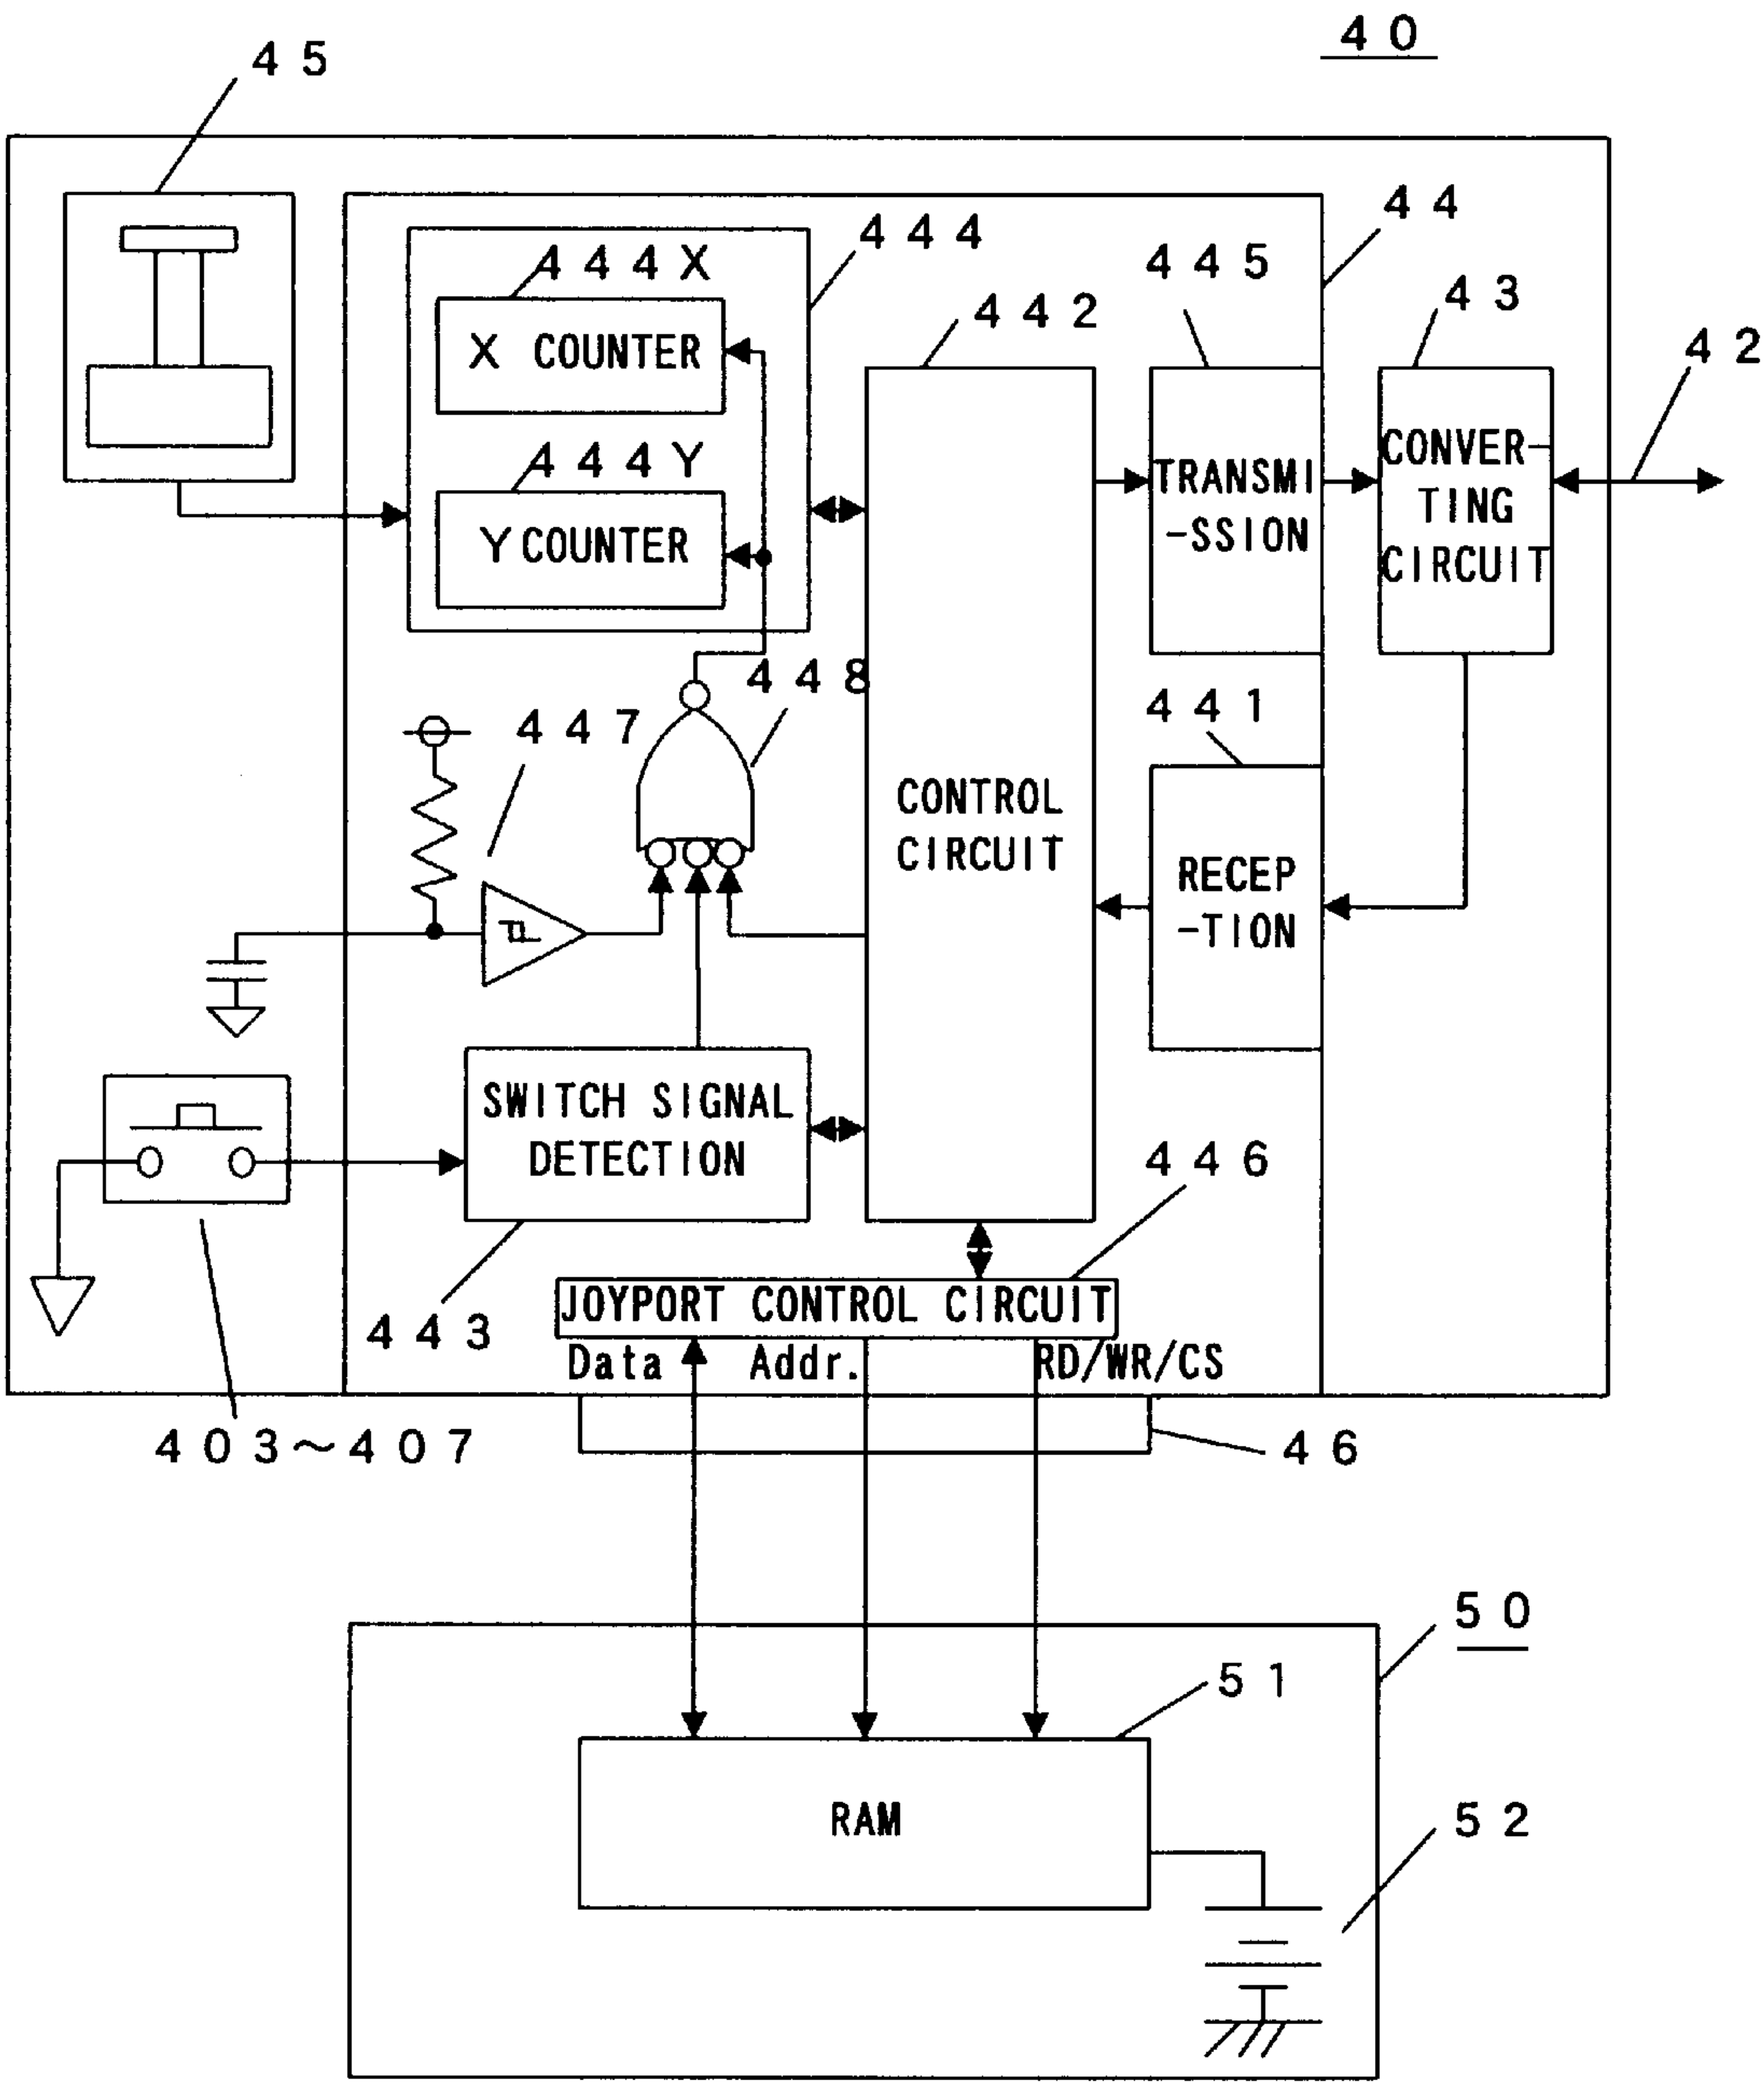 40
45
44
444
444X
445
43
442
42
X COUNTER
CONVER-
TING
CIRCUIT
444Y
TRANSMI
-SSION
Y COUNTER
448
441
447
CONTROL
CIRCUIT
RECEP
-TION
SWITCH SIGNAL
DETECTION
446
JOYPORT CONTROL CIRCUIT
443
Data Addr. RD/WR/CS
403~407
46
50
51
RAM
52